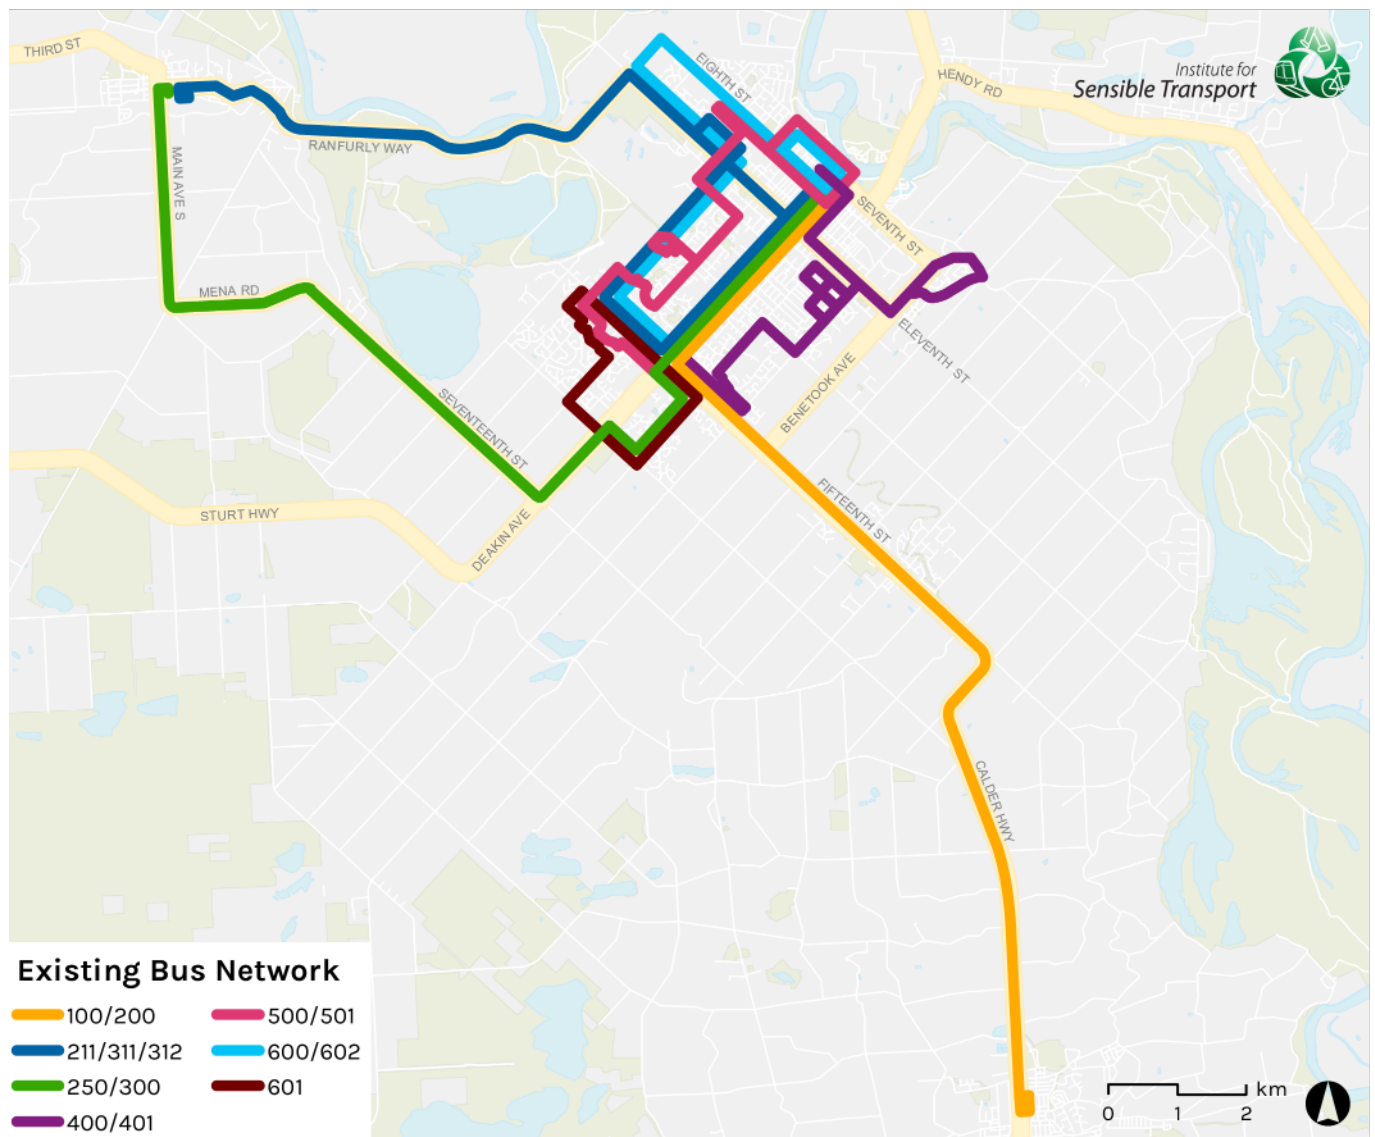 THIRD ST
EIGHTH ST
HENDY RD
Institute for
Sensible Transport
RANFURLY WAY
MAIN AVE S
SEVENTH ST
MENA RD
ELEVENTH ST
BENETOOK AVE
SEVENTEENTH ST
FIFTEENTH ST
STURT HWY
DEAKIN AVE
CALDER HWY
Existing Bus Network
100/200
500/501
211/311/312
600/602
250/300
601
400/401
km
0 1 2